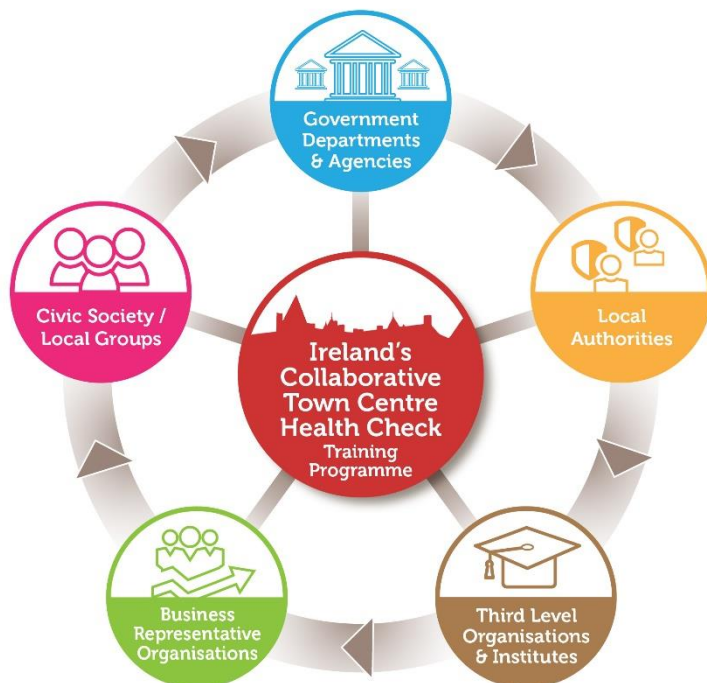 Government
Departments
& Agencies
Civic Society /
Local Groups
Local
Authorities
Ireland's
Collaborative
Town Centre
Health Check
Training
Programme
Business
Representative
Organisations
Third Level
Organisations
& Institutes